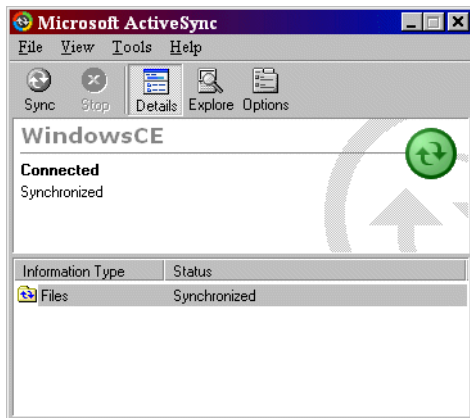 Microsoft ActiveSync
File View Tools Help
Sync Stop Details Explore Options
WindowsCE
Connected
Synchronized
Information Type Status
Files Synchronized